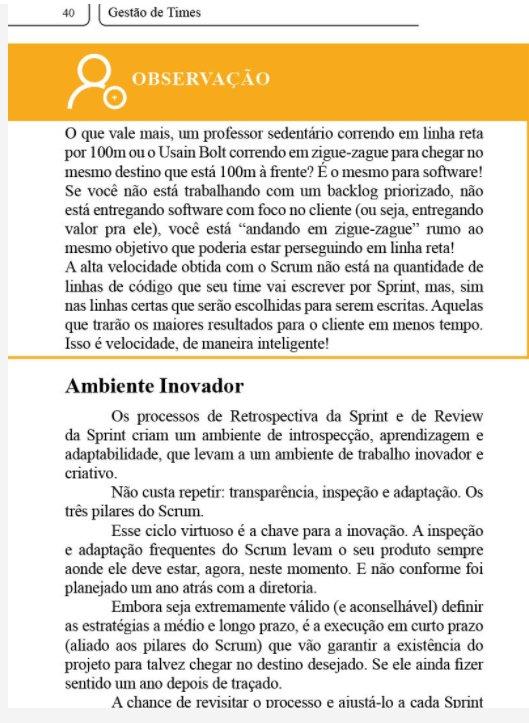 40 Gestão de Times
OBSERVAÇÃO
O que vale mais, um professor sedentário correndo em linha reta
por 100m ou o Usain Bolt correndo em zigue-zague para chegar no
mesmo destino que está 100m à frente? É o mesmo para software!
Se você não está trabalhando com um backlog priorizado, não
está entregando software com foco no cliente (ou seja, entregando
valor pra ele), você está “andando em zigue-zague” rumo ao
mesmo objetivo que poderia estar perseguindo em linha reta!
A alta velocidade obtida com o Scrum não está na quantidade de
linhas de código que seu time vai escrever por Sprint, mas, sim
nas linhas certas que serão escolhidas para serem escritas. Aquelas
que trarão os maiores resultados para o cliente em menos tempo.
Isso é velocidade, de maneira inteligente!
Ambiente Inovador
Os processos de Retrospectiva da Sprint e de Review
da Sprint criam um ambiente de introspecção, aprendizagem e
adaptabilidade, que levam a um ambiente de trabalho inovador e
criativo.
Não custa repetir: transparência, inspeção e adaptação. Os
três pilares do Scrum.
Esse ciclo virtuoso é a chave para a inovação. A inspeção
e adaptação frequentes do Scrum levam o seu produto sempre
aonde ele deve estar, agora, neste momento. E não conforme foi
planejado um ano atrás com a diretoria.
Embora seja extremamente válido (e aconselhável) definir
as estratégias a médio e longo prazo, é a execução em curto prazo
(aliado aos pilares do Scrum) que vão garantir a existência do
projeto para talvez chegar no destino desejado. Se ele ainda fizer
sentido um ano depois de traçado.
A chance de revisitar o processo e ajustá-lo a cada Sprint